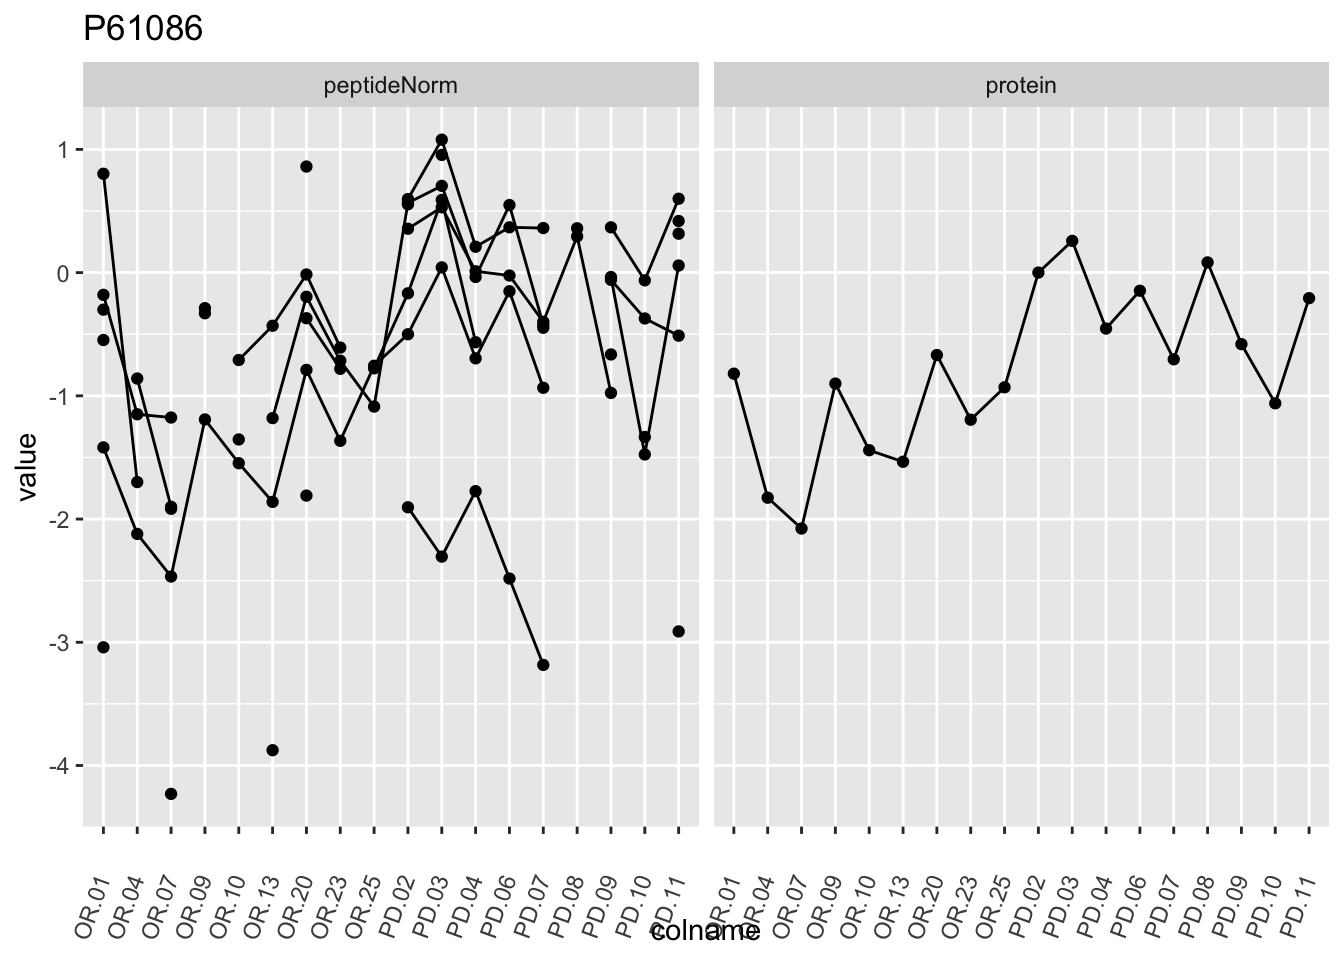 P61086
peptideNorm protein
1
0
-1
-2
-3
-4
value
OR.01 OR.04 OR.07 OR.09 OR.10 OR.13 OR.20 OR.23 OR.25 PD.02 PD.03 PD.04 PD.06 PD.07 PD.08 PD.09 PD.10 PD.11 OR.01 OR.04 OR.07 OR.09 OR.10 OR.13 OR.20 OR.23 OR.25 PD.02 PD.03 PD.04 PD.06 PD.07 PD.08 PD.09 PD.10 PD.11
colname